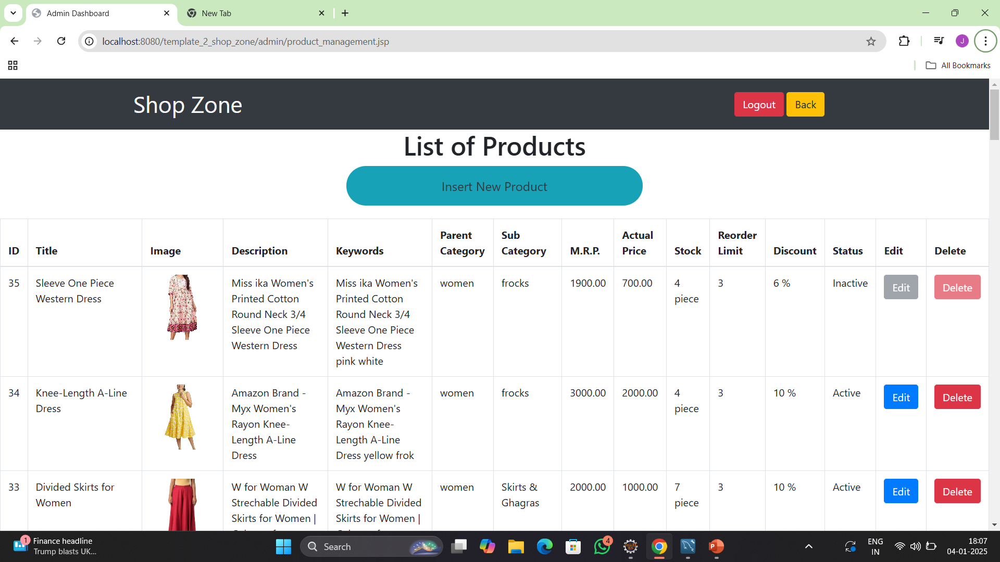 Admin Dashboard
New Tab
localhost:8080/template_2_shop_zone/admin/product_management.jsp
J
All Bookmarks
Shop Zone
Logout
Back
List of Products
Insert New Product
ID
Title
Image
Description
Keywords
Parent
Category
Sub
Category
M.R.P.
Actual
Price
Stock
Reorder
Limit
Discount
Status
Edit
Delete
35
Sleeve One Piece
Western Dress
Miss ika Women's
Printed Cotton
Round Neck 3/4
Sleeve One Piece
Western Dress
Miss ika Women's
Printed Cotton
Round Neck 3/4
Sleeve One Piece
Western Dress
pink white
women
frocks
1900.00
700.00
4
piece
3
6 %
Inactive
Edit
Delete
34
Knee-Length A-Line
Dress
Amazon Brand -
Myx Women's
Rayon Knee-
Length A-Line
Dress
Amazon Brand -
Myx Women's
Rayon Knee-
Length A-Line
Dress yellow frok
women
frocks
3000.00
2000.00
4
piece
3
10 %
Active
Edit
Delete
33
Divided Skirts for
Women
W for Woman W
Strechable Divided
Skirts for Women |
W for Woman W
Strechable Divided
Skirts for Women |
women
Skirts &
Ghagras
2000.00
1000.00
7
piece
3
10 %
Active
Edit
Delete
1
Finance headline
Trump blasts UK...
Search
4
ENG
IN
18:07
04-01-2025